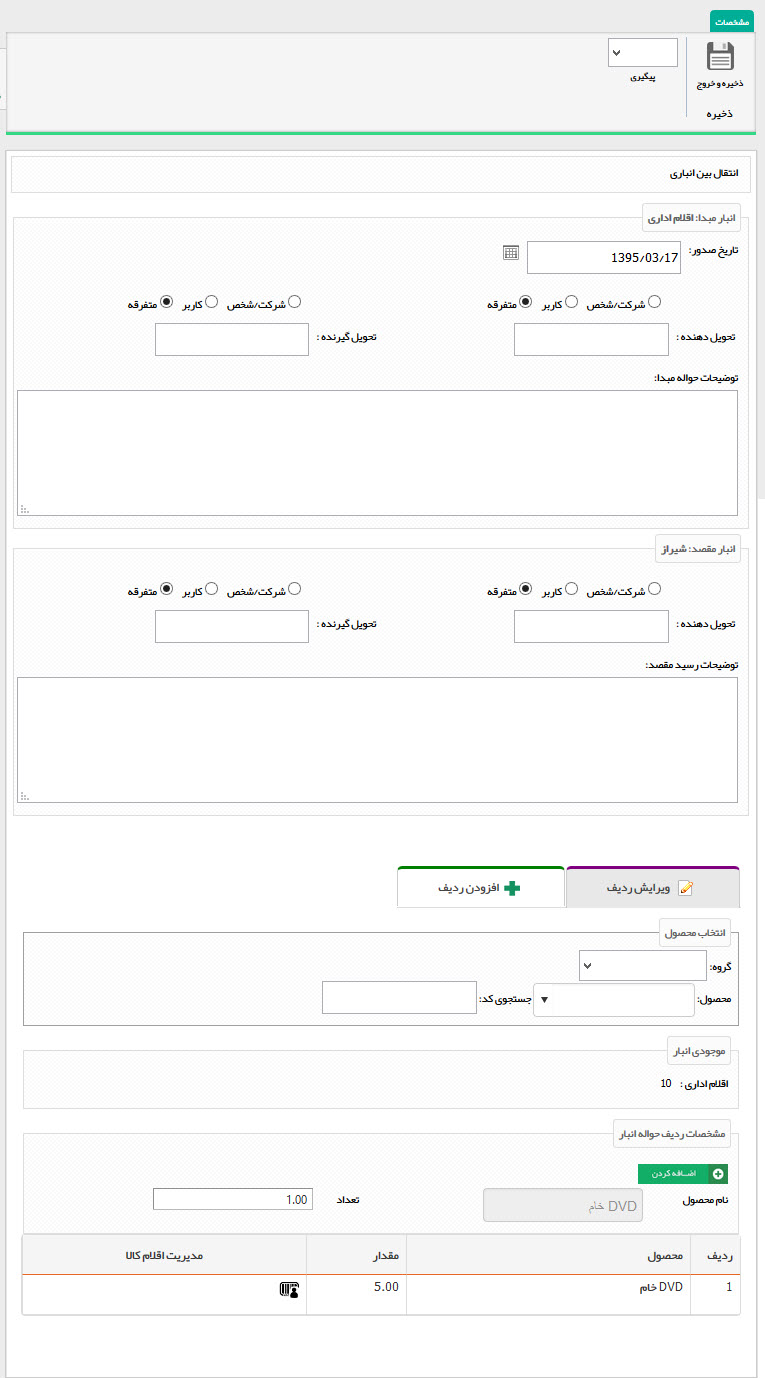 مشخصات
ذخیره و خروج
ذخیره
پیگیری
انتقال بین انباری
انبار مبدا: اقلام اداری
تاریخ صدور: 1395/03/17
شرکت/شخص کاربر متفرقه شرکت/شخص کاربر متفرقه
تحویل دهنده : تحویل گیرنده :
توضیحات حواله مبدا:
انبار مقصد: شیراز
شرکت/شخص کاربر متفرقه شرکت/شخص کاربر متفرقه
تحویل دهنده : تحویل گیرنده :
توضیحات رسید مقصد:
ویرایش ردیف افزودن ردیف
انتخاب محصول
گروه:
محصول: جستجوی کد:
موجودی انبار
اقلام اداری : 10
مشخصات ردیف حواله انبار
اضافه کردن
نام محصول DVD خام تعداد 1.00
ردیف محصول مقدار مدیریت اقلام کالا
1 DVD خام 5.00